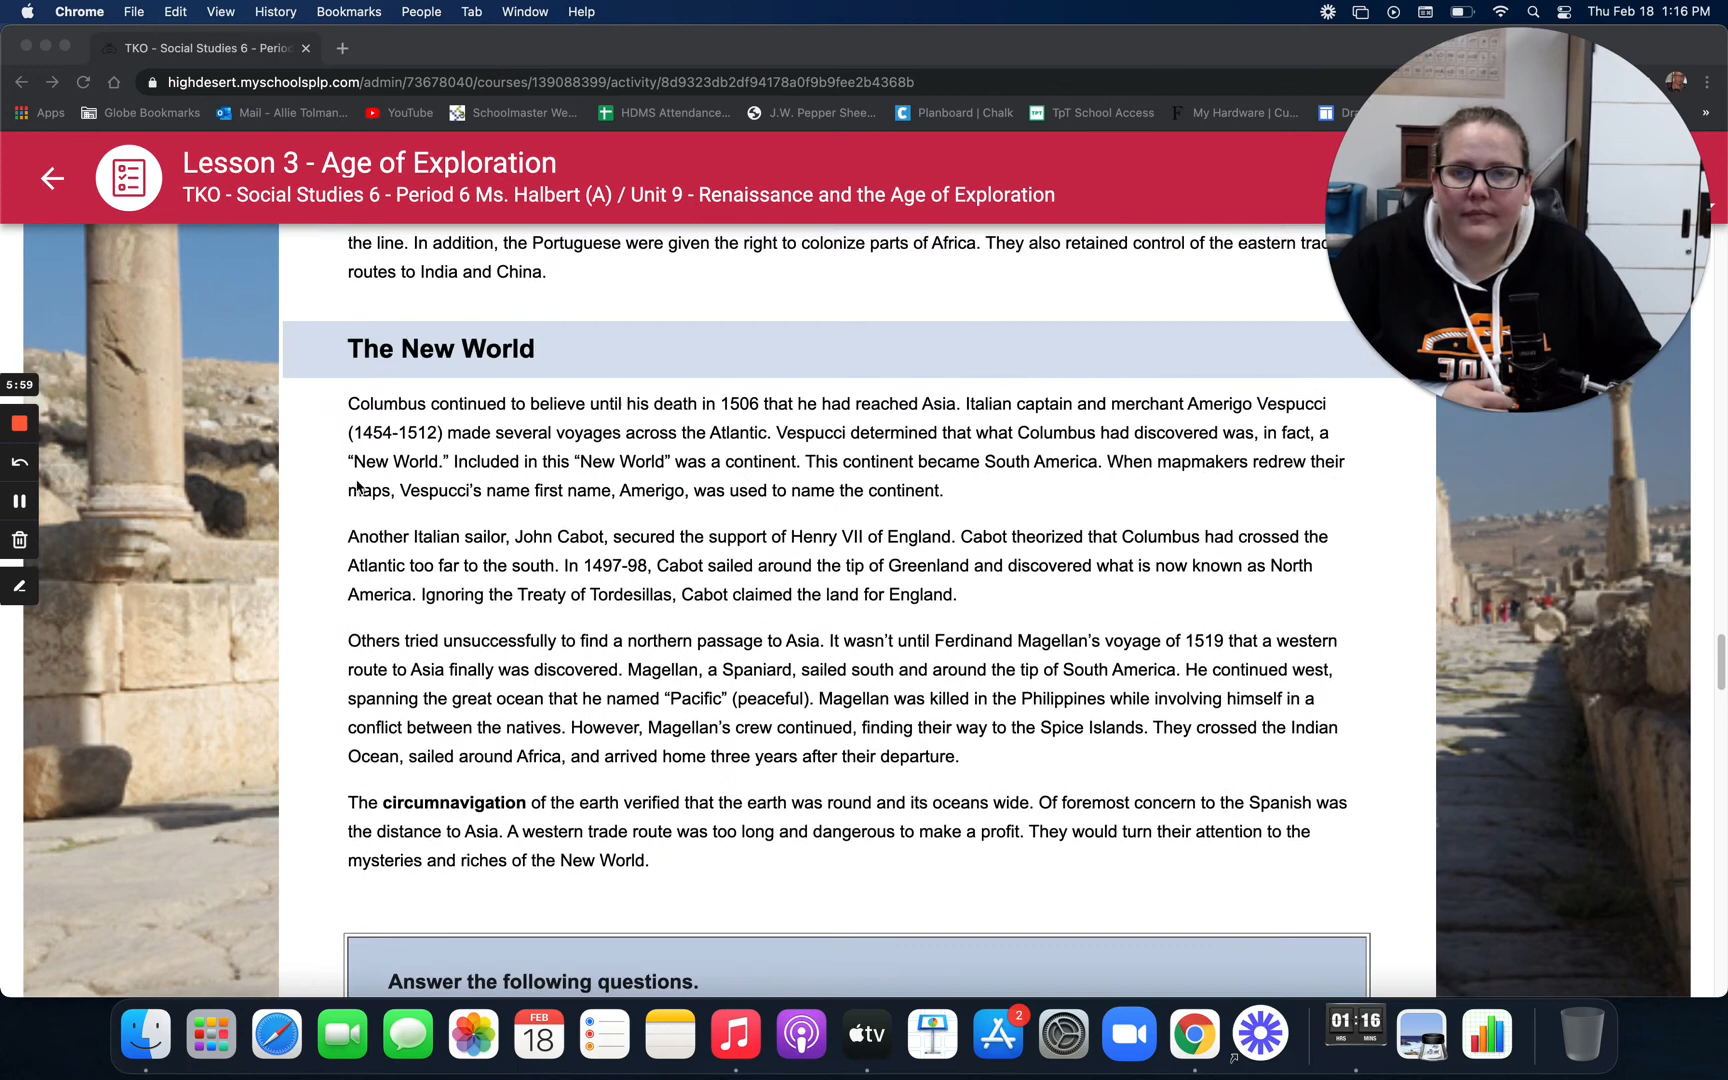 Chrome File Edit View History Bookmarks People Tab Window Help
Thu Feb 18 1:16 PM
TKO - Social Studies 6 - Perio
highdesert.myschoolsplp.com/admin/73678040/courses/139088399/activity/8d9323db2df94178a0f9b9fee2b4368b
Apps Globe Bookmarks Mail - Allie Tolman... YouTube Schoolmaster We... HDMS Attendance... J.W. Pepper Shee... Planboard | Chalk TpT School Access My Hardware | Cu... Dra
Lesson 3 - Age of Exploration
TKO - Social Studies 6 - Period 6 Ms. Halbert (A) / Unit 9 - Renaissance and the Age of Exploration
the line. In addition, the Portuguese were given the right to colonize parts of Africa. They also retained control of the eastern trad
routes to India and China.
The New World
5:59
Columbus continued to believe until his death in 1506 that he had reached Asia. Italian captain and merchant Amerigo Vespucci
(1454-1512) made several voyages across the Atlantic. Vespucci determined that what Columbus had discovered was, in fact, a
“New World.” Included in this “New World” was a continent. This continent became South America. When mapmakers redrew their
maps, Vespucci’s name first name, Amerigo, was used to name the continent.
Another Italian sailor, John Cabot, secured the support of Henry VII of England. Cabot theorized that Columbus had crossed the
Atlantic too far to the south. In 1497-98, Cabot sailed around the tip of Greenland and discovered what is now known as North
America. Ignoring the Treaty of Tordesillas, Cabot claimed the land for England.
Others tried unsuccessfully to find a northern passage to Asia. It wasn’t until Ferdinand Magellan’s voyage of 1519 that a western
route to Asia finally was discovered. Magellan, a Spaniard, sailed south and around the tip of South America. He continued west,
spanning the great ocean that he named “Pacific” (peaceful). Magellan was killed in the Philippines while involving himself in a
conflict between the natives. However, Magellan’s crew continued, finding their way to the Spice Islands. They crossed the Indian
Ocean, sailed around Africa, and arrived home three years after their departure.
The circumnavigation of the earth verified that the earth was round and its oceans wide. Of foremost concern to the Spanish was
the distance to Asia. A western trade route was too long and dangerous to make a profit. They would turn their attention to the
mysteries and riches of the New World.
Answer the following questions.
FEB
18
tv
2
01:16
HRS MINS